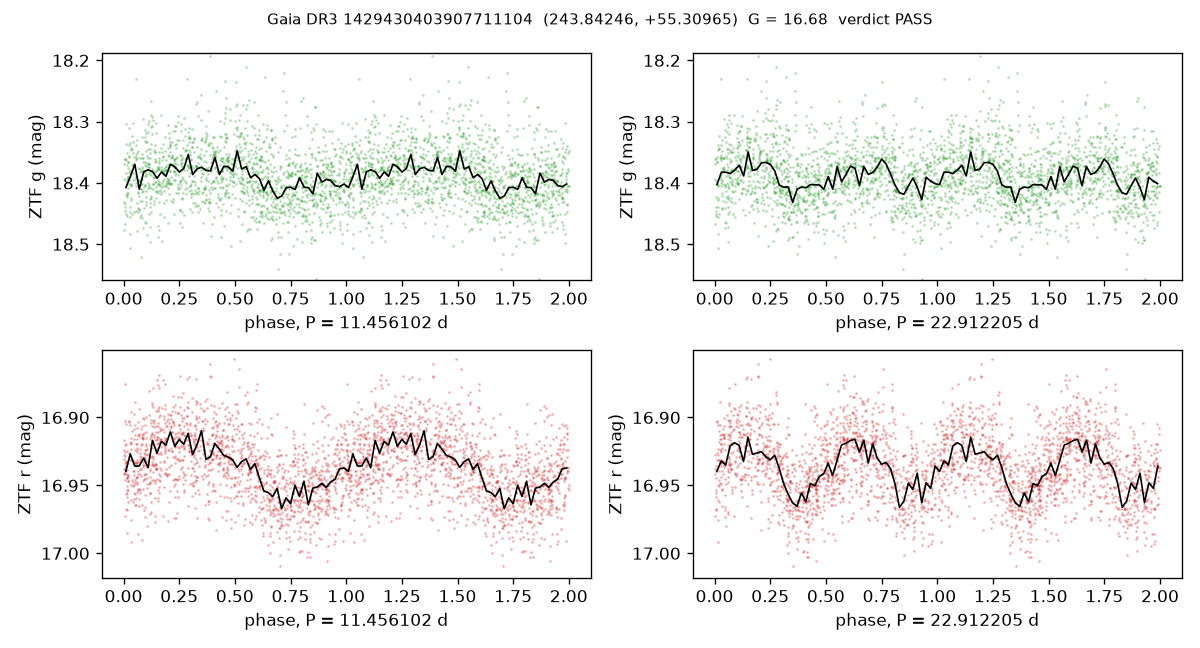 Gaia DR3 1429430403907711104 (243.84246, +55.30965) G = 16.68 verdict PASS
ZTF g (mag)
18.2
18.3
18.4
18.5
0.00 0.25 0.50 0.75 1.00 1.25 1.50 1.75 2.00
phase, P = 11.456102 d
ZTF g (mag)
18.2
18.3
18.4
18.5
0.00 0.25 0.50 0.75 1.00 1.25 1.50 1.75 2.00
phase, P = 22.912205 d
ZTF r (mag)
16.90
16.95
17.00
0.00 0.25 0.50 0.75 1.00 1.25 1.50 1.75 2.00
phase, P = 11.456102 d
ZTF r (mag)
16.90
16.95
17.00
0.00 0.25 0.50 0.75 1.00 1.25 1.50 1.75 2.00
phase, P = 22.912205 d